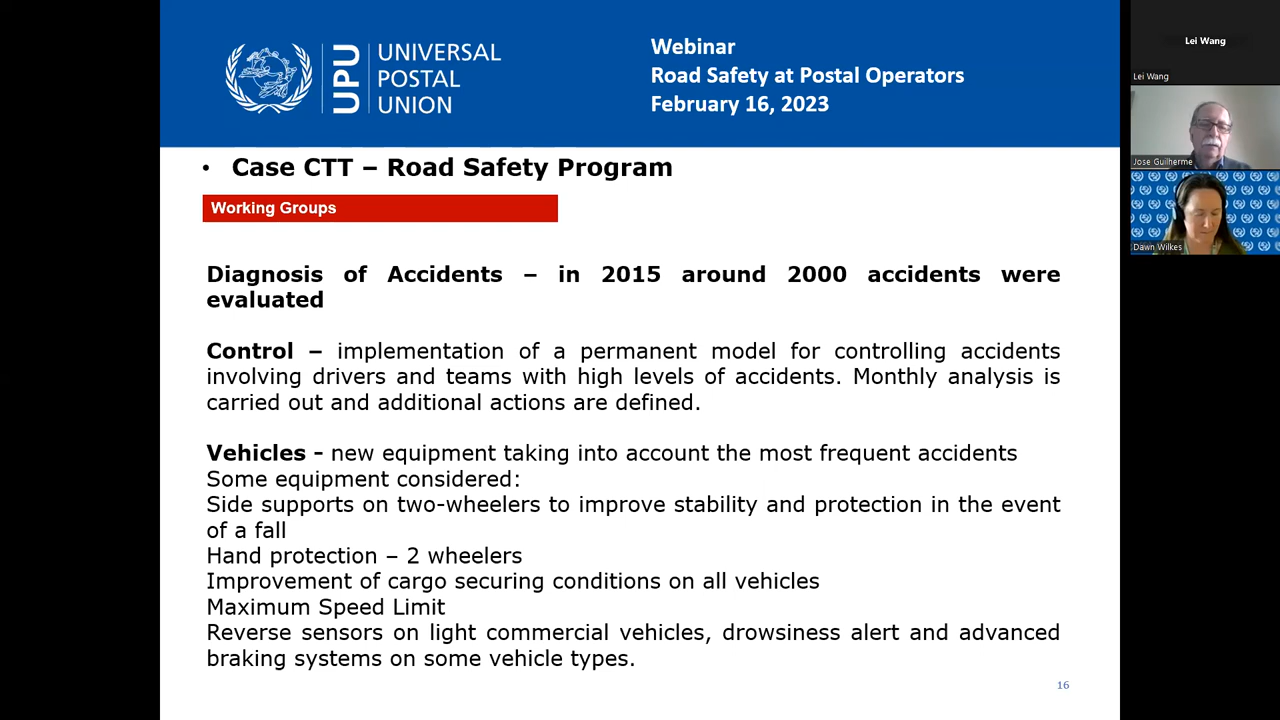 UPU
UNIVERSAL
POSTAL
UNION
Webinar
Road Safety at Postal Operators
February 16, 2023
• Case CTT – Road Safety Program
Working Groups
Diagnosis of Accidents – in 2015 around 2000 accidents were
evaluated
Control – implementation of a permanent model for controlling accidents
involving drivers and teams with high levels of accidents. Monthly analysis is
carried out and additional actions are defined.
Vehicles - new equipment taking into account the most frequent accidents
Some equipment considered:
Side supports on two-wheelers to improve stability and protection in the event
of a fall
Hand protection – 2 wheelers
Improvement of cargo securing conditions on all vehicles
Maximum Speed Limit
Reverse sensors on light commercial vehicles, drowsiness alert and advanced
braking systems on some vehicle types.
16
Lei Wang
Lei Wang
Jose Guilherme
Dawn Wilkes